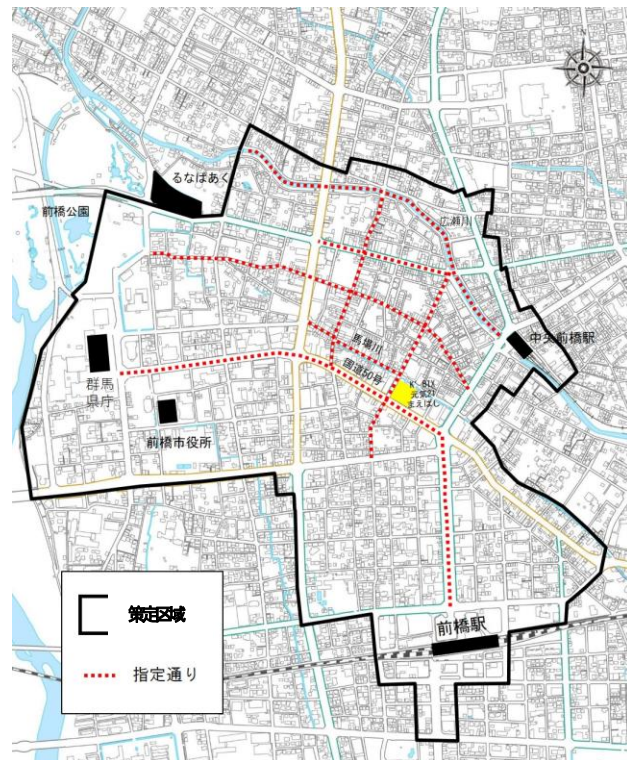 N
るなぱあく
前橋公園
広瀬川
中央前橋駅
馬場川
国道50号
K'BIX
元気21
まえばし
群馬
県庁
前橋市役所
前橋駅
策定区域
指定通り